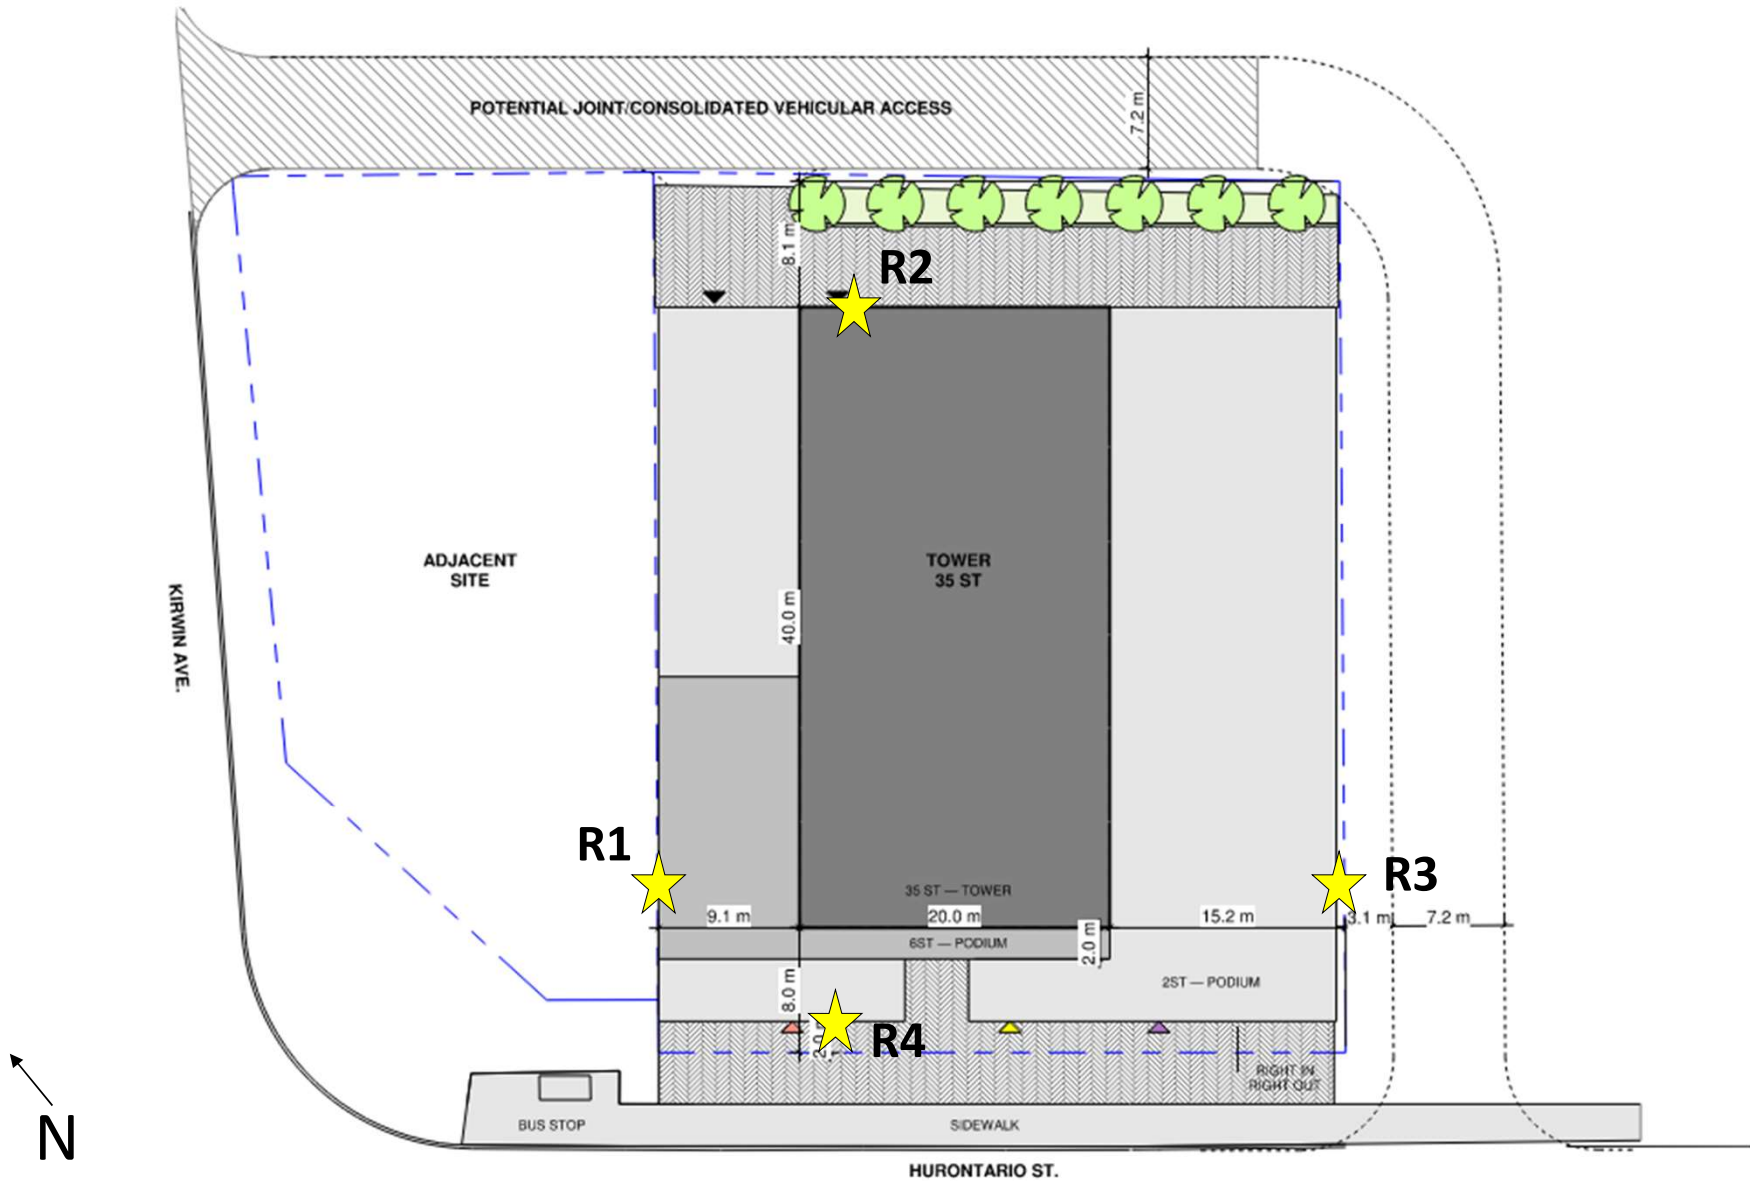 POTENTIAL JOINT/CONSOLIDATED VEHICULAR ACCESS
7.2 m
8.1 m
R2
ADJACENT
SITE
TOWER
35 ST
40.0 m
KIRWIN AVE.
R1
R3
35 ST — TOWER
9.1 m
20.0 m
15.2 m
3.1 m
7.2 m
6ST — PODIUM
2.0 m
8.0 m
2ST — PODIUM
R4
RIGHT IN
RIGHT OUT
N
BUS STOP
SIDEWALK
HURONTARIO ST.